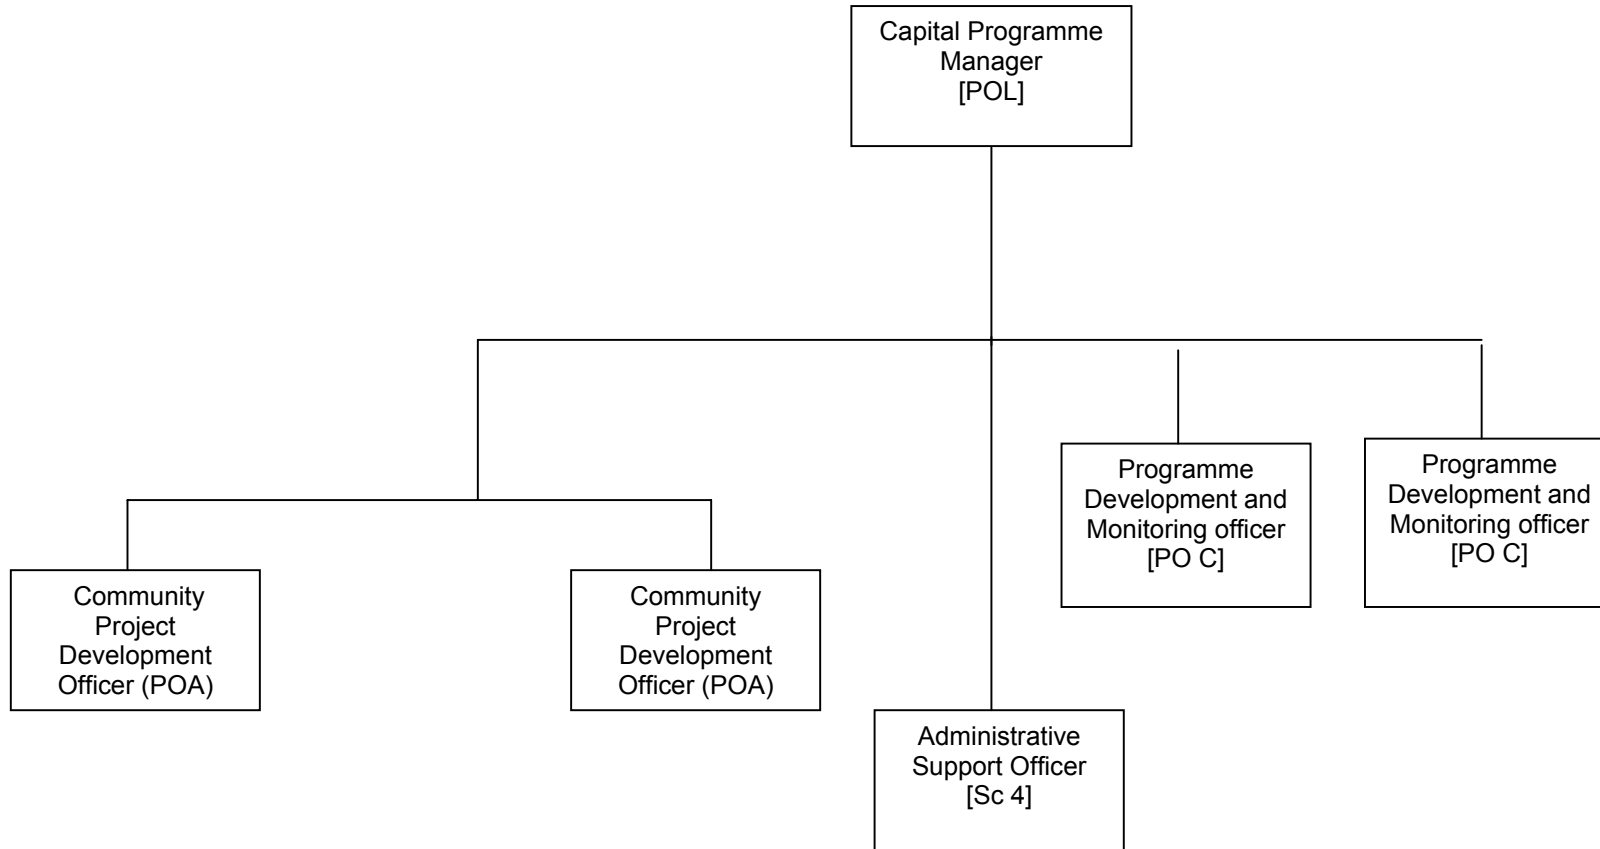 Capital Programme
Manager
[POL]
Programme
Development and
Monitoring officer
[PO C]
Programme
Development and
Monitoring officer
[PO C]
Community
Project
Development
Officer (POA)
Community
Project
Development
Officer (POA)
Administrative
Support Officer
[Sc 4]